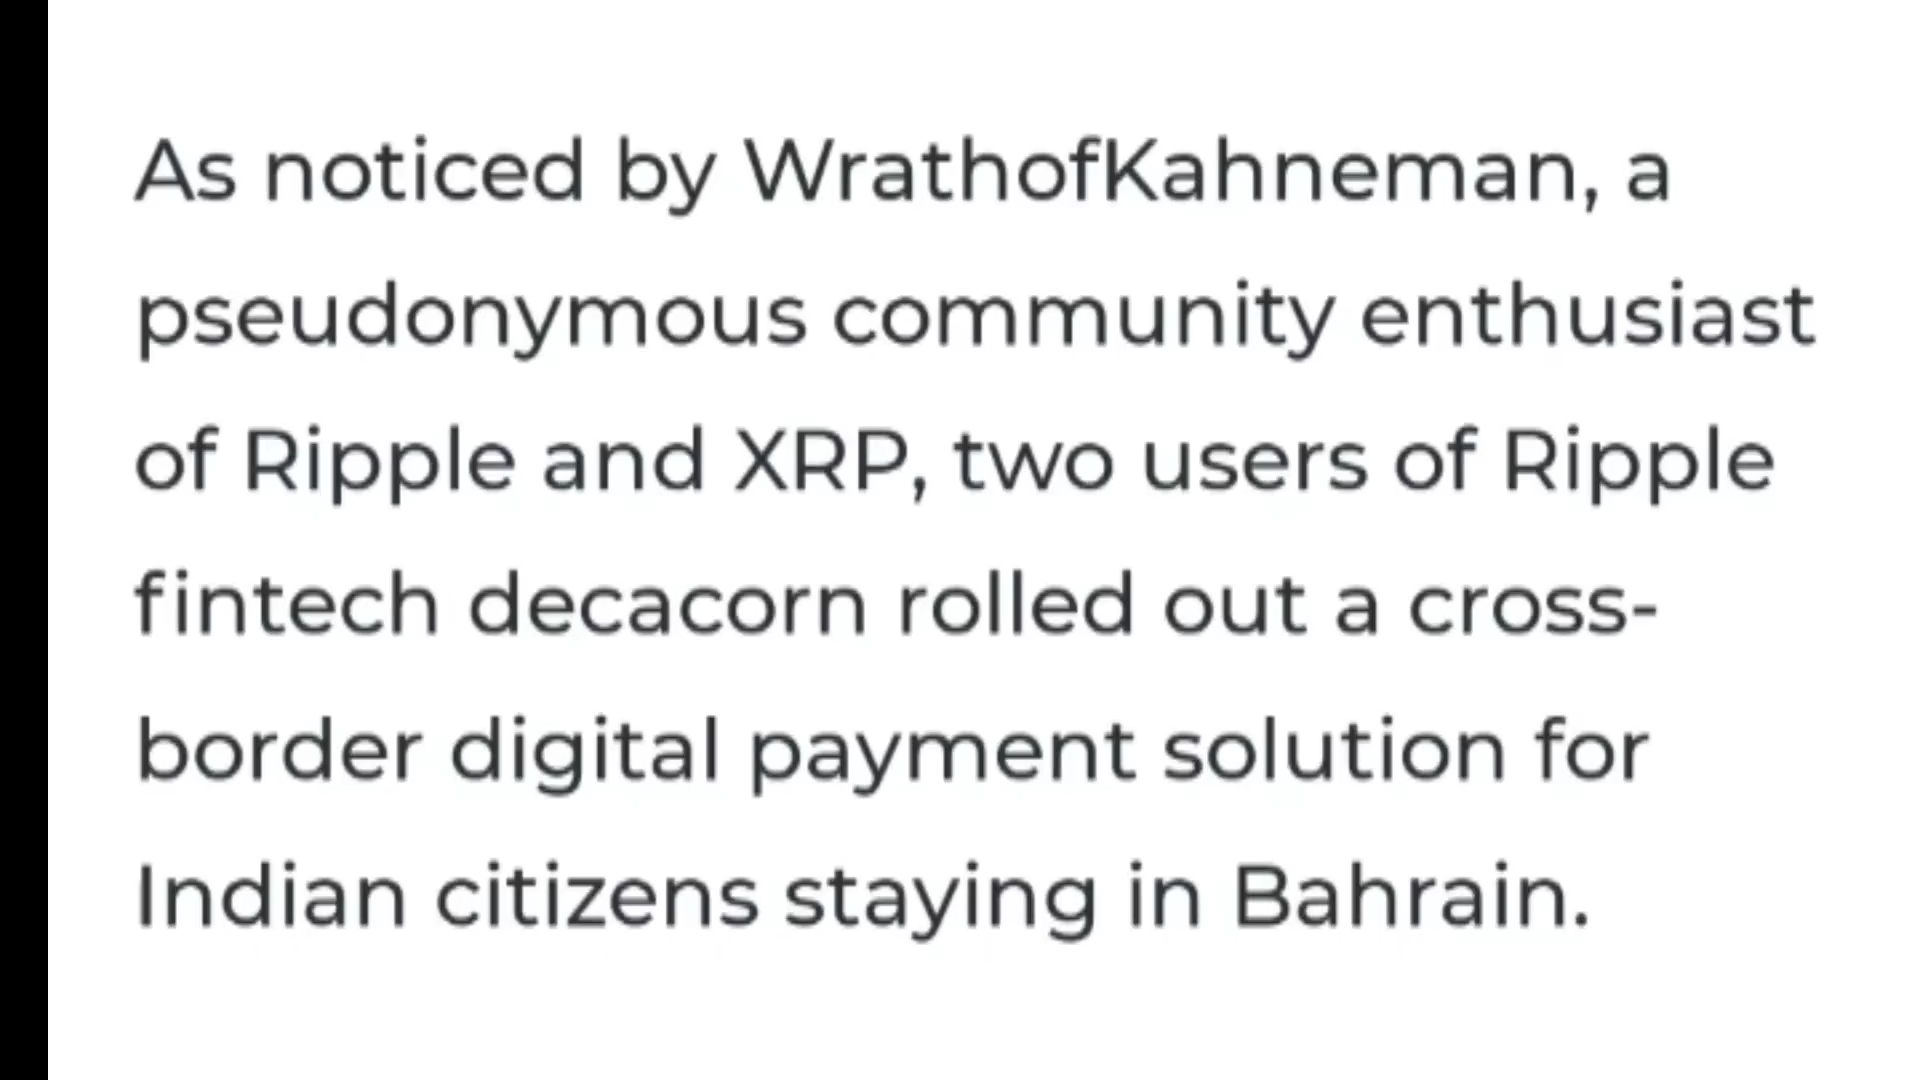 As noticed by WrathofKahneman, a
pseudonymous community enthusiast
of Ripple and XRP, two users of Ripple
fintech decacorn rolled out a cross-
border digital payment solution for
Indian citizens staying in Bahrain.